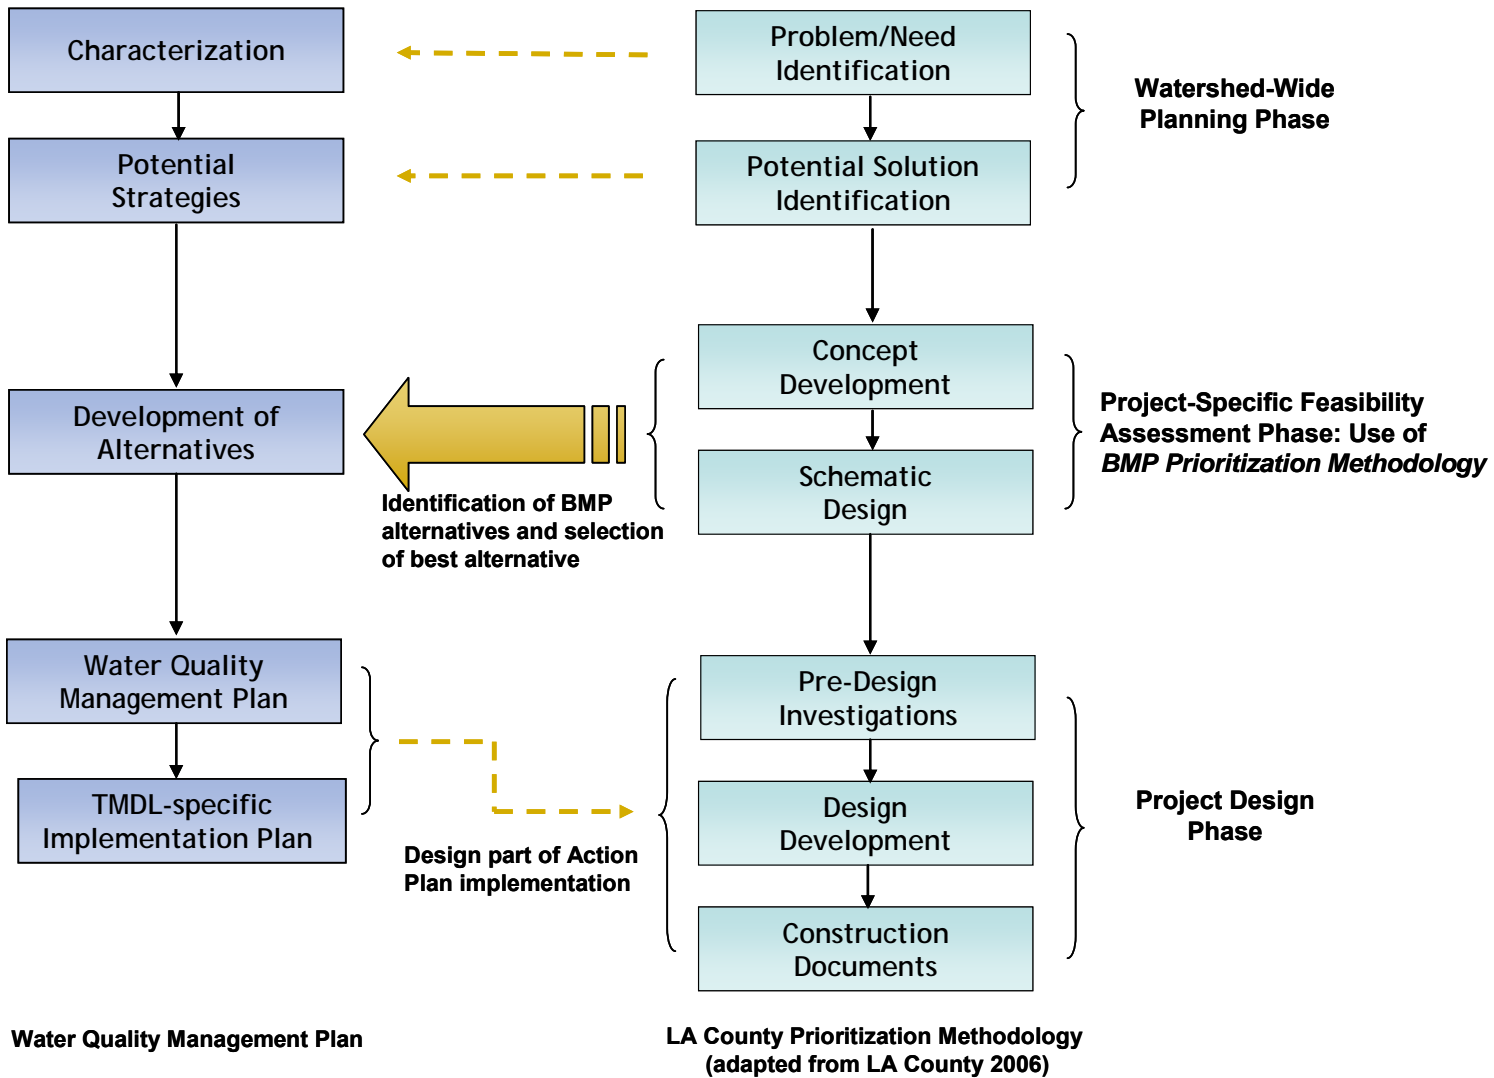 Characterization
Problem/Need
Identification
Watershed-Wide
Planning Phase
Potential
Strategies
Potential Solution
Identification
Development of
Alternatives
Identification of BMP
alternatives and selection
of best alternative
Concept
Development
Schematic
Design
Project-Specific Feasibility
Assessment Phase: Use of
BMP Prioritization Methodology
Water Quality
Management Plan
TMDL-specific
Implementation Plan
Design part of Action
Plan implementation
Pre-Design
Investigations
Design
Development
Construction
Documents
Project Design
Phase
Water Quality Management Plan
LA County Prioritization Methodology
(adapted from LA County 2006)